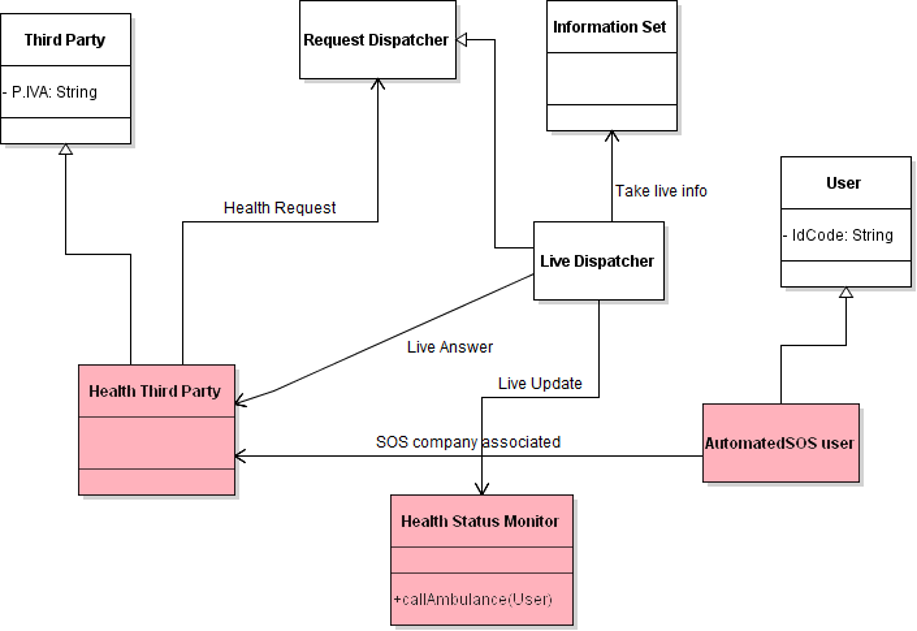 Third Party
- P.IVA: String
Request Dispatcher
Information Set
User
- IdCode: String
Take live info
Health Request
Live Dispatcher
Live Answer
Live Update
Health Third Party
SOS company associated
AutomatedSOS user
Health Status Monitor
+callAmbulance(User)